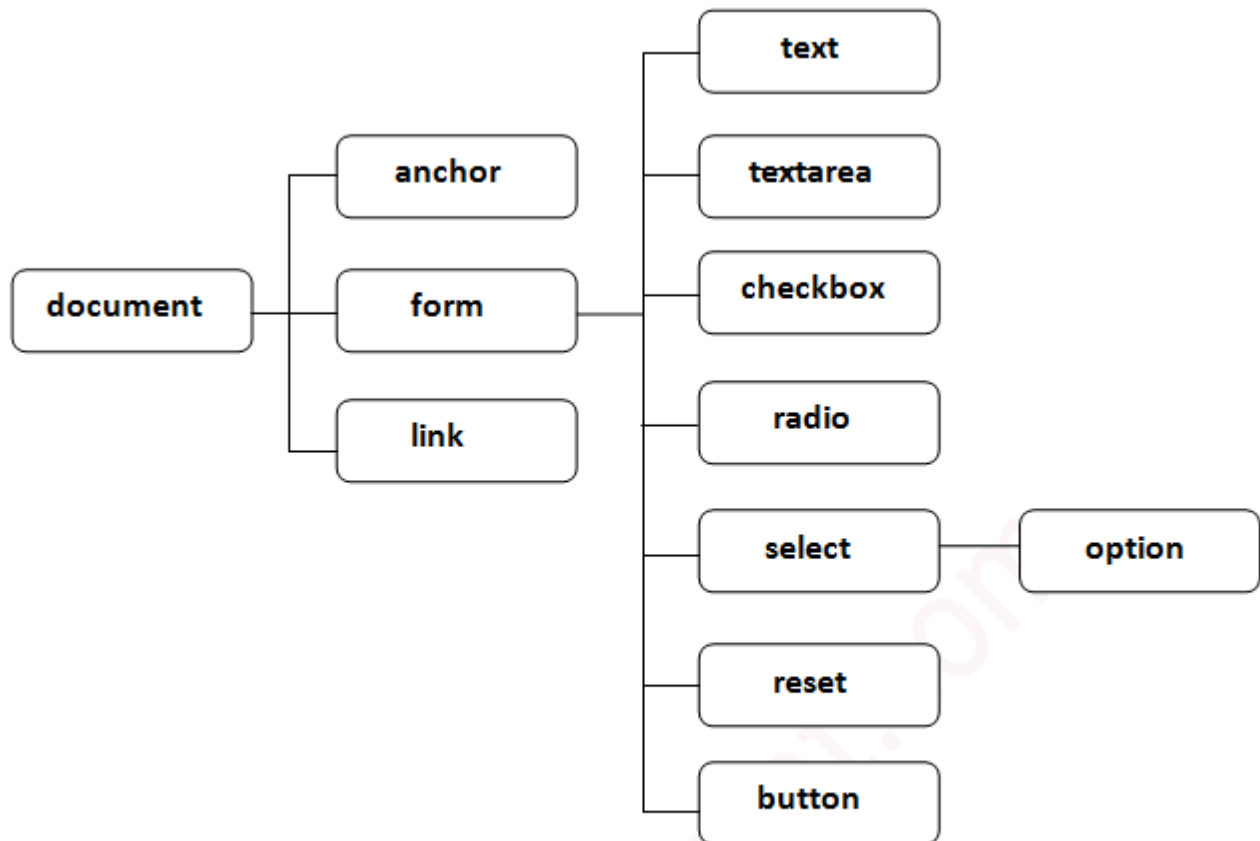 text
anchor
textarea
document
form
checkbox
link
radio
select
option
reset
button